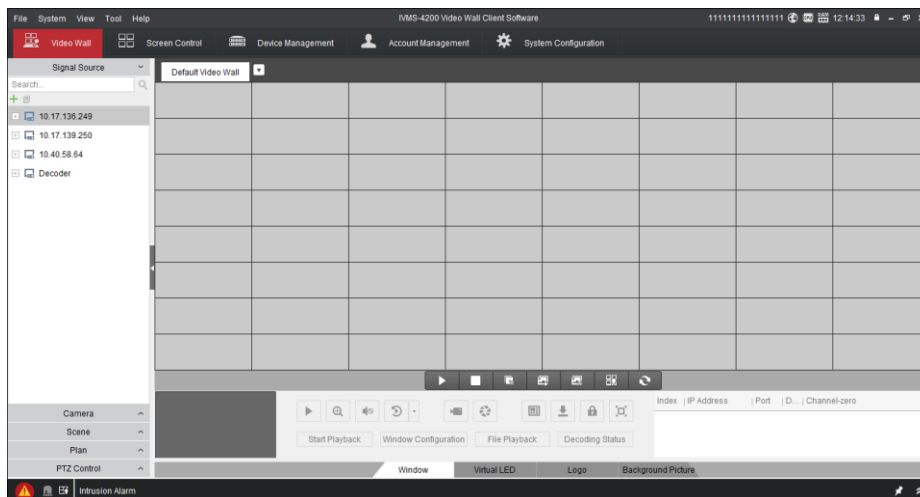 File System View Tool Help IVMS-4200 Video Wall Client Software 1111111111111111 12:14:33
Video Wall Screen Control Device Management Account Management System Configuration
Signal Source Default Video Wall
Search...
10.17.136.249
10.17.139.250
10.40.58.64
Decoder
Index IP Address Port D... Channel-zero
Camera
Scene
Start Playback Window Configuration File Playback Decoding Status
Plan
PTZ Control Window Virtual LED Logo Background Picture
Intrusion Alarm